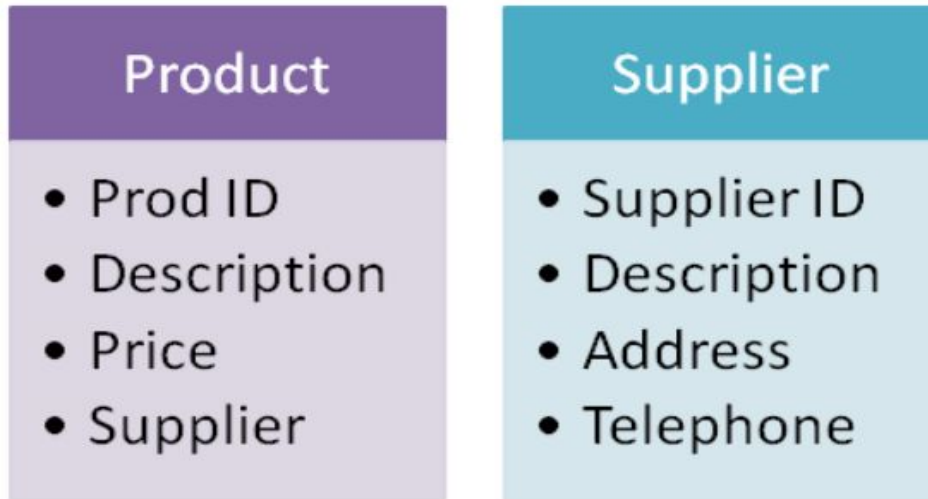 Product
• Prod ID
• Description
• Price
• Supplier
Supplier
• Supplier ID
• Description
• Address
• Telephone